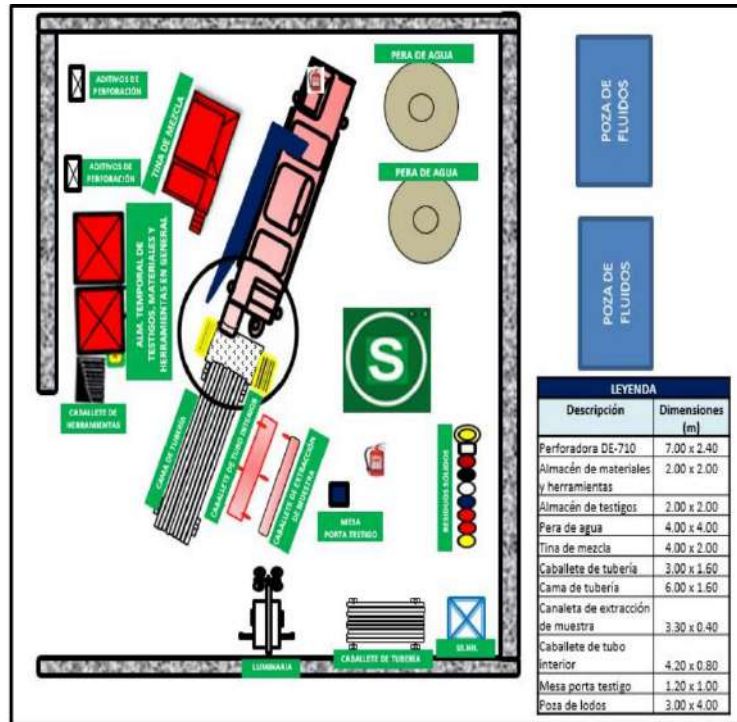 ADITIVOS DE
PERFORACIÓN
ADITIVOS DE
PERFORACIÓN
TINA DE MEZCLA
PERA DE AGUA
PERA DE AGUA
POZA DE
FLUIDOS
POZA DE
FLUIDOS
ALM. TEMPORAL DE
TESTIGOS, MATERIALES Y
HERRAMIENTAS EN GENERAL
CABALLETE DE
HERRAMIENTAS
S
CAMA DE TUBERÍA
CABALLETE DE TUBO INTERIOR
CABALLETE DE EXTRACCIÓN
DE MUESTRA
MESA
PORTA TESTIGO
RESIDUOS SÓLIDOS
LUMINARIA
CABALLETE DE TUBERÍA
SS.HH.
LEYENDA
Descripción Dimensiones
(m)
Perforadora DE-710 7.00 x 2.40
Almacén de materiales
y herramientas 2.00 x 2.00
Almacén de testigos 2.00 x 2.00
Pera de agua 4.00 x 4.00
Tina de mezcla 4.00 x 2.00
Caballete de tubería 3.00 x 1.60
Cama de tubería 6.00 x 1.60
Canaleta de extracción
de muestra 3.30 x 0.40
Caballete de tubo
interior 4.20 x 0.80
Mesa porta testigo 1.20 x 1.00
Poza de lodos 3.00 x 4.00